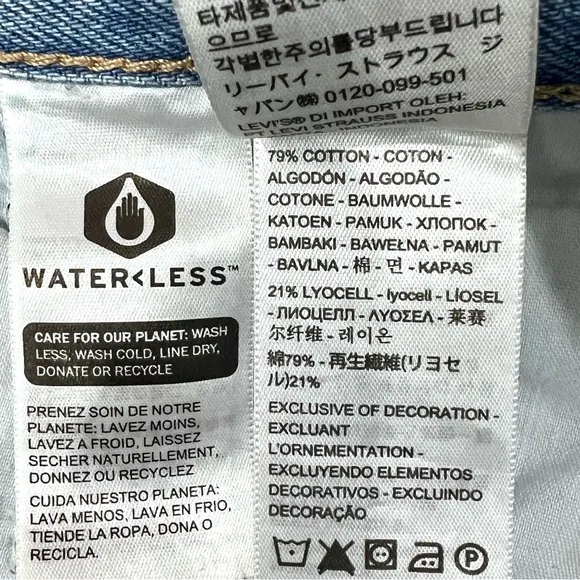 타제품및인
으므로
각별한주의를당부드립니다
リーバイ・ストラウス ジ
ャパン㈱ 0120-099-501
LEVI'S® DI IMPORT OLEH:
LEVI STRAUSS INDONESIA
INDONESIA
WATER<LESS™
CARE FOR OUR PLANET: WASH
LESS, WASH COLD, LINE DRY,
DONATE OR RECYCLE
PRENEZ SOIN DE NOTRE
PLANETE: LAVEZ MOINS,
LAVEZ A FROID, LAISSEZ
SECHER NATURELLEMENT,
DONNEZ OU RECYCLEZ
CUIDA NUESTRO PLANETA:
LAVA MENOS, LAVA EN FRIO,
TIENDE LA ROPA, DONA O
RECICLA.
79% COTTON - COTON -
ALGODÓN - ALGODÃO -
COTONE - BAUMWOLLE -
KATOEN - PAMUK - ХЛОПОК -
BAMBAKI - BAWEŁNA - PAMUT
- BAVLNA - 棉 - 면 - KAPAS
21% LYOCELL - lyocell - LİOSEL
- ЛИОЦЕЛЛ - ΛΥΟΣΕΛ - 莱赛
尔纤维 - 레이온
綿79% - 再生繊維(リヨセ
ル)21%
EXCLUSIVE OF DECORATION -
EXCLUANT
L'ORNEMENTATION -
EXCLUYENDO ELEMENTOS
DECORATIVOS - EXCLUINDO
DECORAÇÃO
P